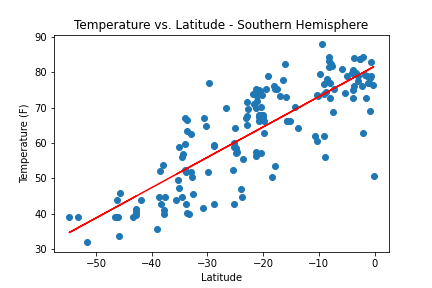 Temperature vs. Latitude - Southern Hemisphere
90
80
70
60
50
40
30
Temperature (F)
−50 −40 −30 −20 −10 0
Latitude